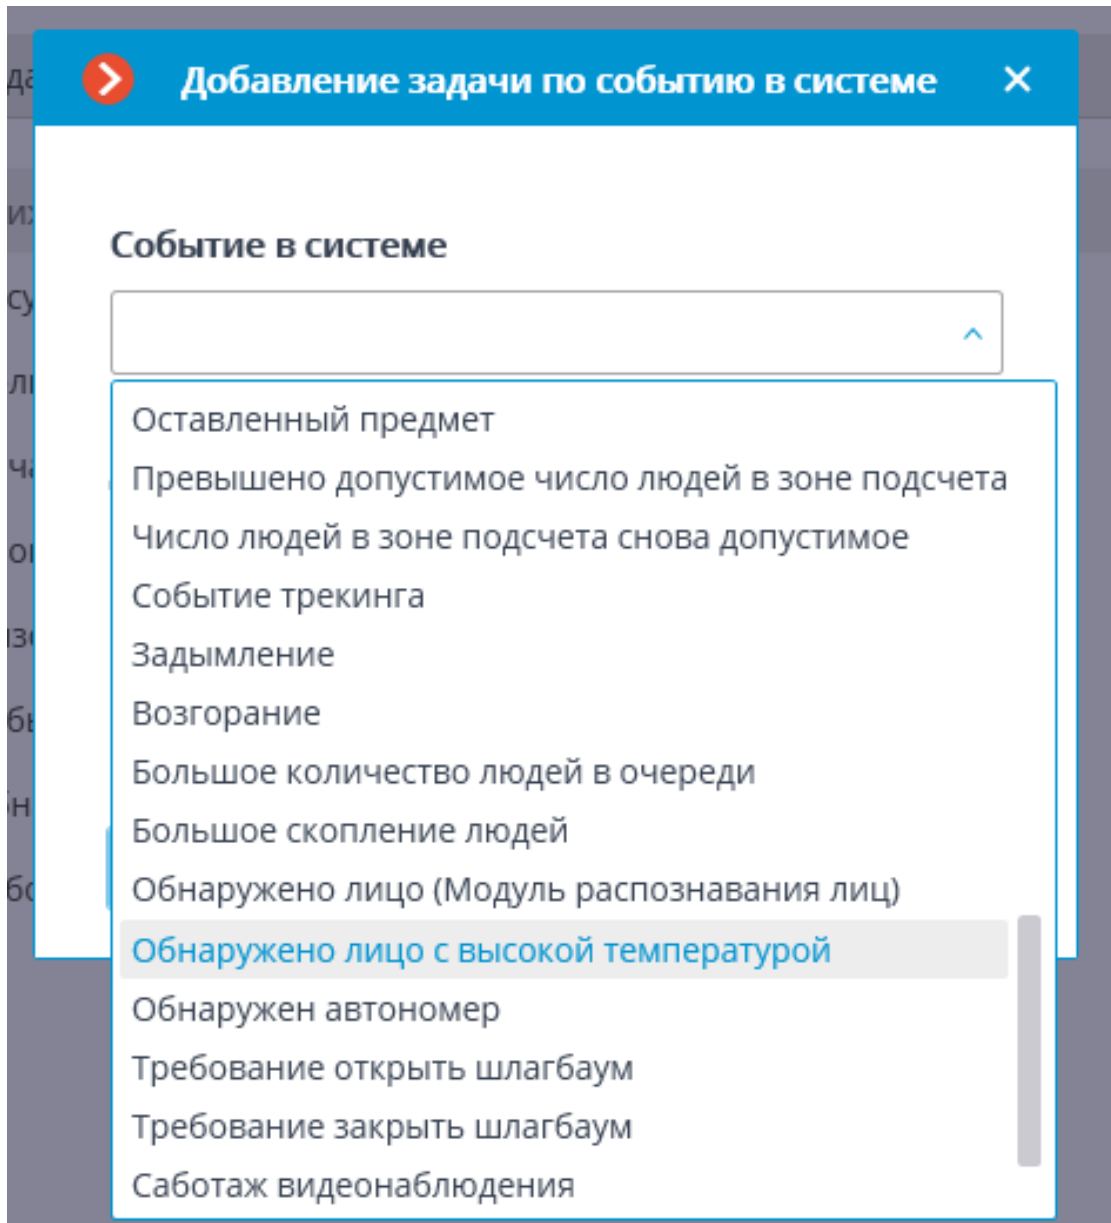 Добавление задачи по событию в системе
Событие в системе
Оставленный предмет
Превышено допустимое число людей в зоне подсчета
Число людей в зоне подсчета снова допустимое
Событие трекинга
Задымление
Возгорание
Большое количество людей в очереди
Большое скопление людей
Обнаружено лицо (Модуль распознавания лиц)
Обнаружено лицо с высокой температурой
Обнаружен автономер
Требование открыть шлагбаум
Требование закрыть шлагбаум
Саботаж видеонаблюдения